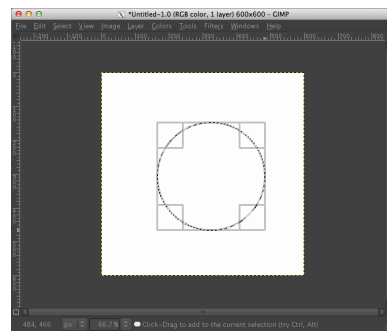 *Untitled-1.0 (RGB color, 1 layer) 600x600 – GIMP
File Edit Select View Image Layer Colors Tools Filters Windows Help
484, 466 px 66.7 % Click-Drag to add to the current selection (try Ctrl, Alt)